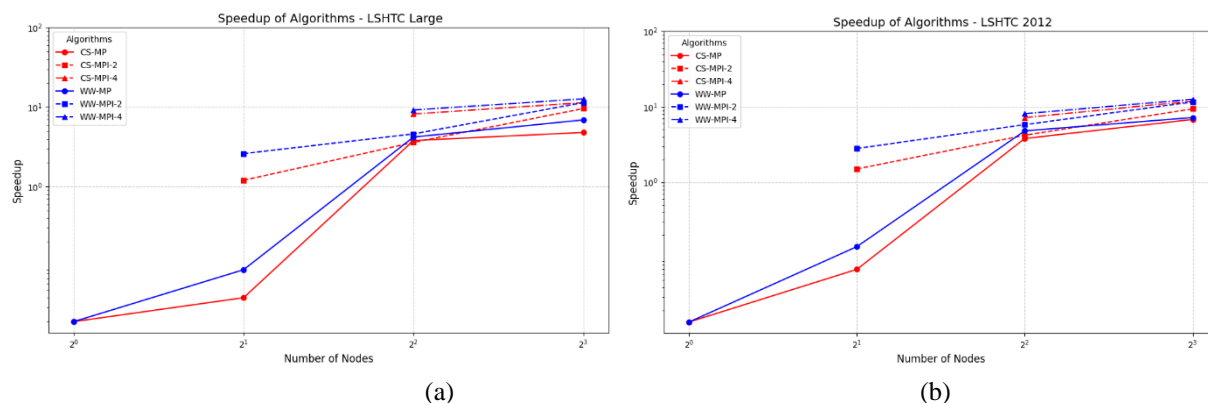 Speedup of Algorithms - LSHTC Large
10²
10¹
10⁰
Speedup
Algorithms
CS-MP
CS-MPI-2
CS-MPI-4
WW-MP
WW-MPI-2
WW-MPI-4
2⁰
2¹
2²
2³
Number of Nodes
(a)
Speedup of Algorithms - LSHTC 2012
10²
10¹
10⁰
Speedup
Algorithms
CS-MP
CS-MPI-2
CS-MPI-4
WW-MP
WW-MPI-2
WW-MPI-4
2⁰
2¹
2²
2³
Number of Nodes
(b)